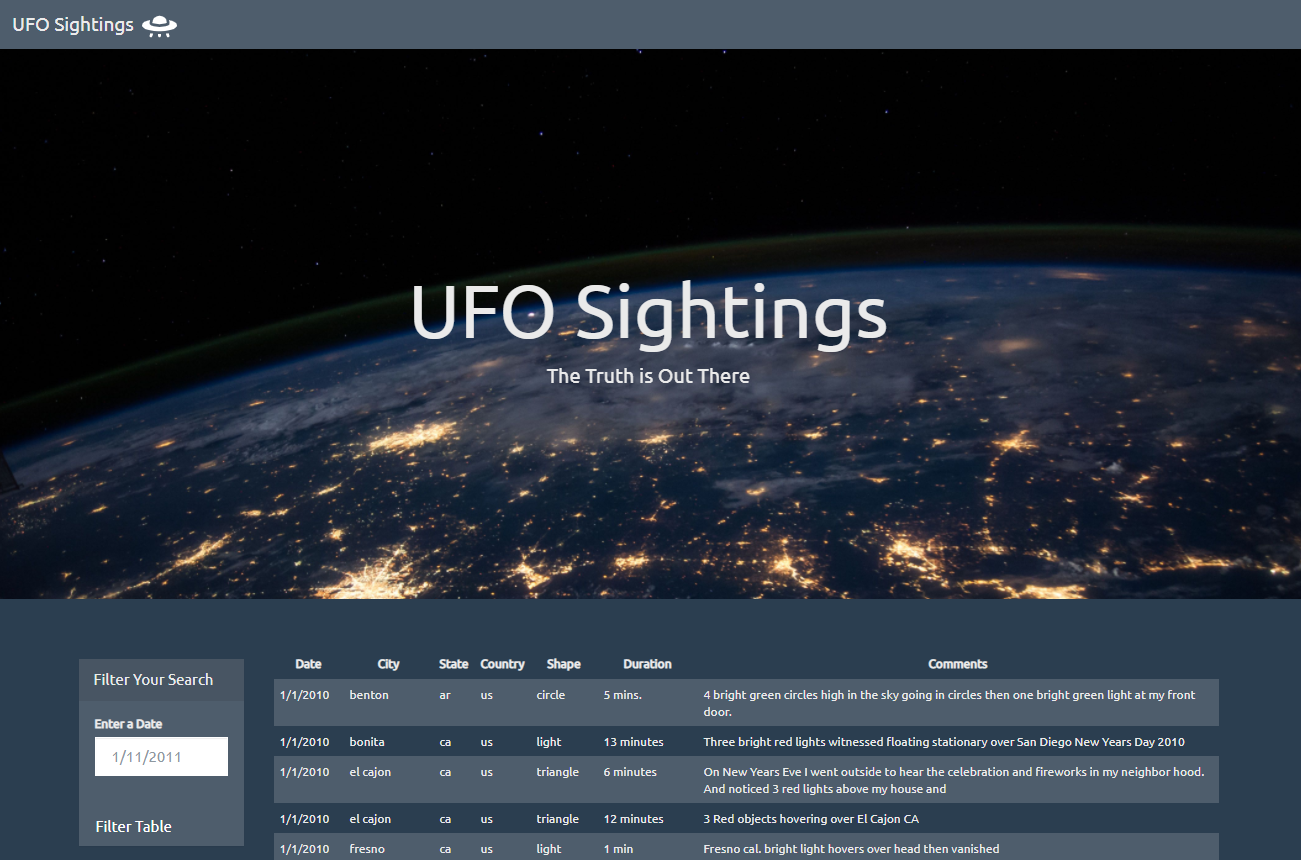 UFO Sightings
UFO Sightings
The Truth is Out There
Filter Your Search
Enter a Date
1/11/2011
Filter Table
Date City State Country Shape Duration Comments
1/1/2010 benton ar us circle 5 mins. 4 bright green circles high in the sky going in circles then one bright green light at my front
door.
1/1/2010 bonita ca us light 13 minutes Three bright red lights witnessed floating stationary over San Diego New Years Day 2010
1/1/2010 el cajon ca us triangle 6 minutes On New Years Eve I went outside to hear the celebration and fireworks in my neighbor hood.
And noticed 3 red lights above my house and
1/1/2010 el cajon ca us triangle 12 minutes 3 Red objects hovering over El Cajon CA
1/1/2010 fresno ca us light 1 min Fresno cal. bright light hovers over head then vanished